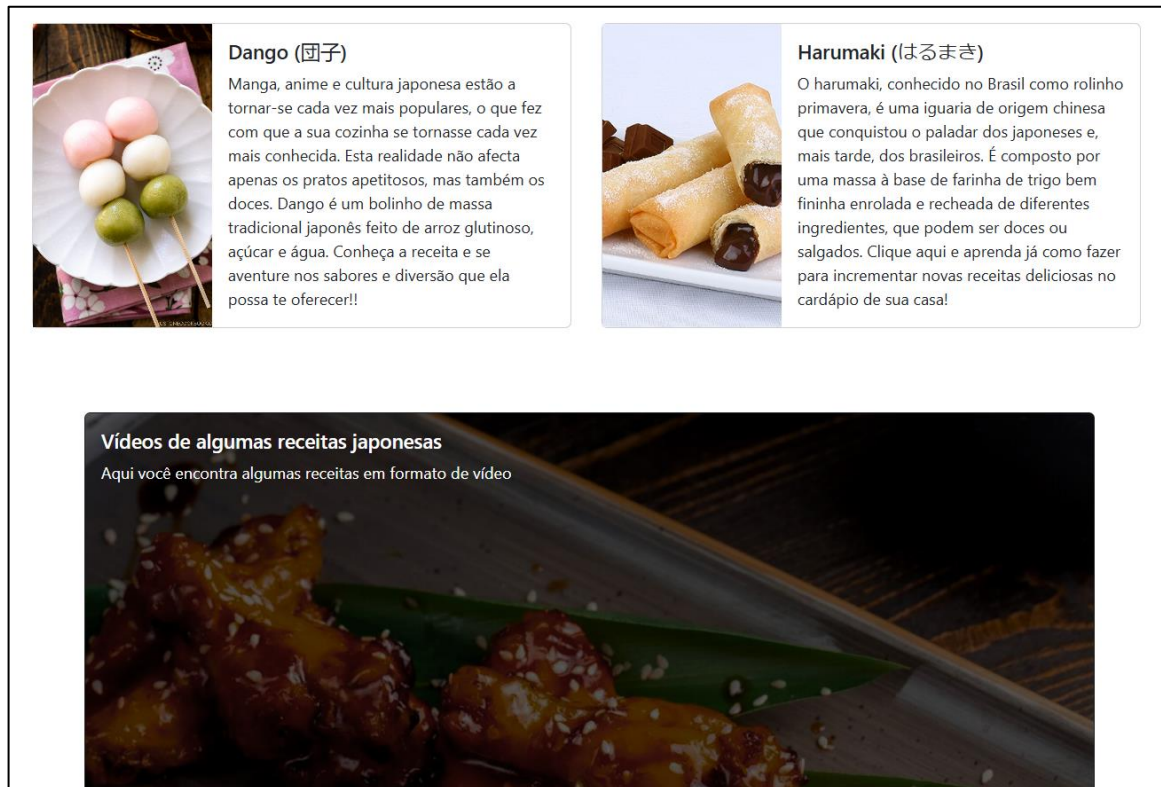 Dango (団子)
Manga, anime e cultura japonesa estão a
tornar-se cada vez mais populares, o que fez
com que a sua cozinha se tornasse cada vez
mais conhecida. Esta realidade não afecta
apenas os pratos apetitosos, mas também os
doces. Dango é um bolinho de massa
tradicional japonês feito de arroz glutinoso,
açúcar e água. Conheça a receita e se
aventure nos sabores e diversão que ela
possa te oferecer!!
Harumaki (はるまき)
O harumaki, conhecido no Brasil como rolinho
primavera, é uma iguaria de origem chinesa
que conquistou o paladar dos japoneses e,
mais tarde, dos brasileiros. É composto por
uma massa à base de farinha de trigo bem
fininha enrolada e recheada de diferentes
ingredientes, que podem ser doces ou
salgados. Clique aqui e aprenda já como fazer
para incrementar novas receitas deliciosas no
cardápio de sua casa!
Vídeos de algumas receitas japonesas
Aqui você encontra algumas receitas em formato de vídeo